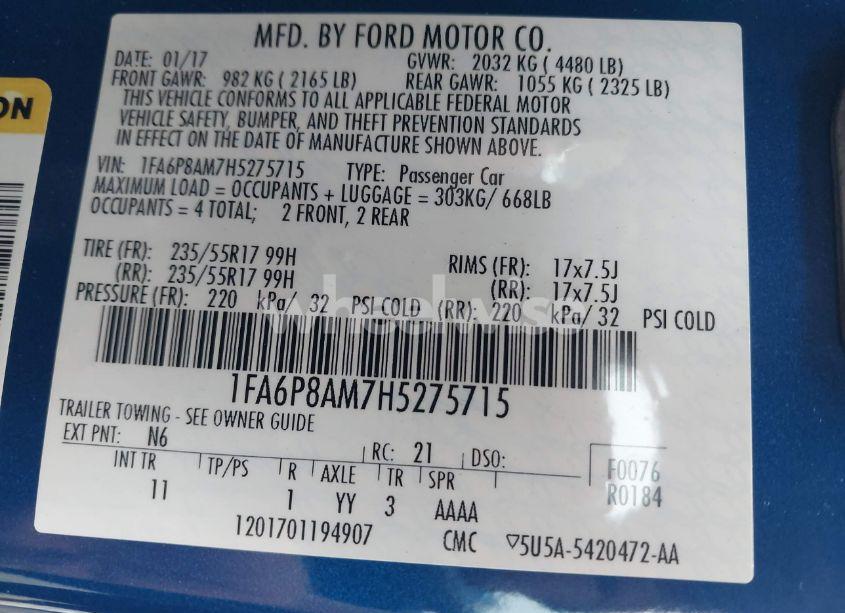 MFD. BY FORD MOTOR CO.
DATE: 01/17 GVWR: 2032 KG ( 4480 LB)
FRONT GAWR: 982 KG ( 2165 LB) REAR GAWR: 1055 KG ( 2325 LB)
THIS VEHICLE CONFORMS TO ALL APPLICABLE FEDERAL MOTOR
VEHICLE SAFETY, BUMPER, AND THEFT PREVENTION STANDARDS
IN EFFECT ON THE DATE OF MANUFACTURE SHOWN ABOVE.
VIN: 1FA6P8AM7H5275715 TYPE: Passenger Car
MAXIMUM LOAD = OCCUPANTS + LUGGAGE = 303KG/ 668LB
OCCUPANTS = 4 TOTAL; 2 FRONT, 2 REAR
TIRE (FR): 235/55R17 99H RIMS (FR): 17x7.5J
(RR): 235/55R17 99H (RR): 17x7.5J
PRESSURE (FR): 220 kPa/ 32 PSI COLD (RR): 220 kPa/ 32 PSI COLD
1FA6P8AM7H5275715
TRAILER TOWING - SEE OWNER GUIDE
EXT PNT: N6 RC: 21 DSO: F0076
INT TR TP/PS R AXLE TR SPR R0184
11 1 YY 3 AAAA
1201701194907 CMC ▽5U5A-5420472-AA
ON